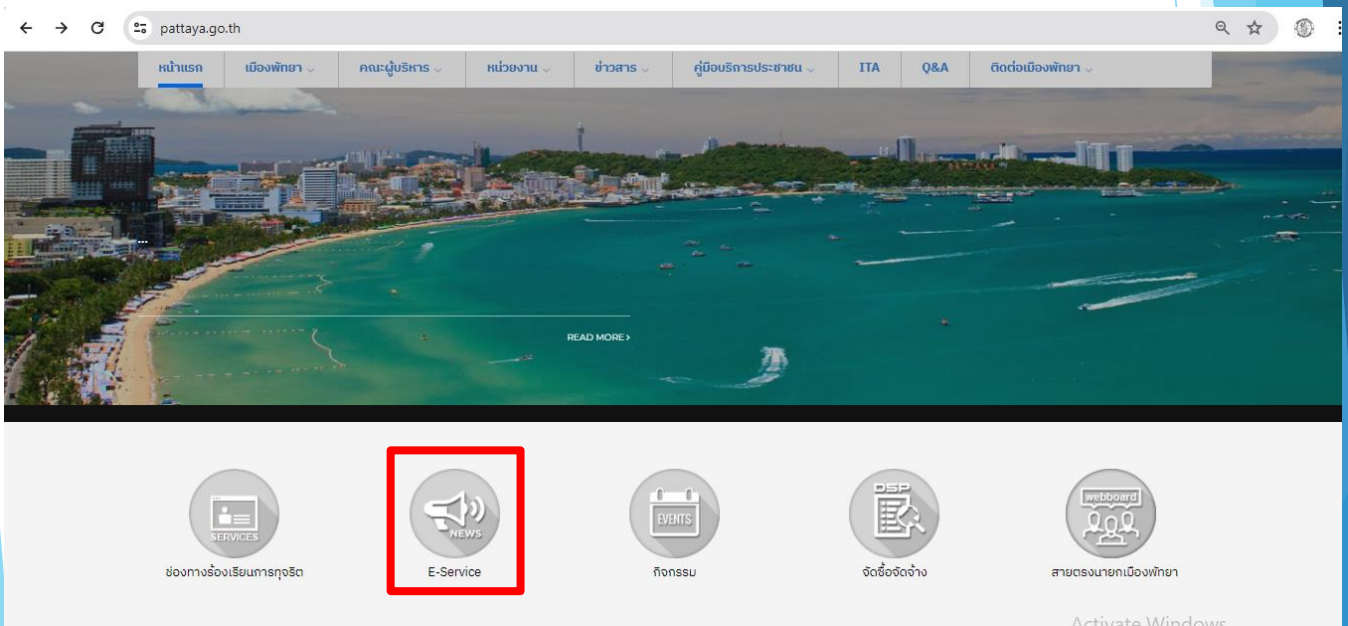 pattaya.go.th
หน้าแรก เมืองพัทยา คณะผู้บริหาร หน่วยงาน ข่าวสาร คู่มือบริการประชาชน ITA Q&A ติดต่อเมืองพัทยา
...
READ MORE >
SERVICES NEWS EVENTS DSP webboard
ช่องทางร้องเรียนการทุจริต E-Service กิจกรรม จัดซื้อจัดจ้าง สายตรงนายกเมืองพัทยา
Activate Windows